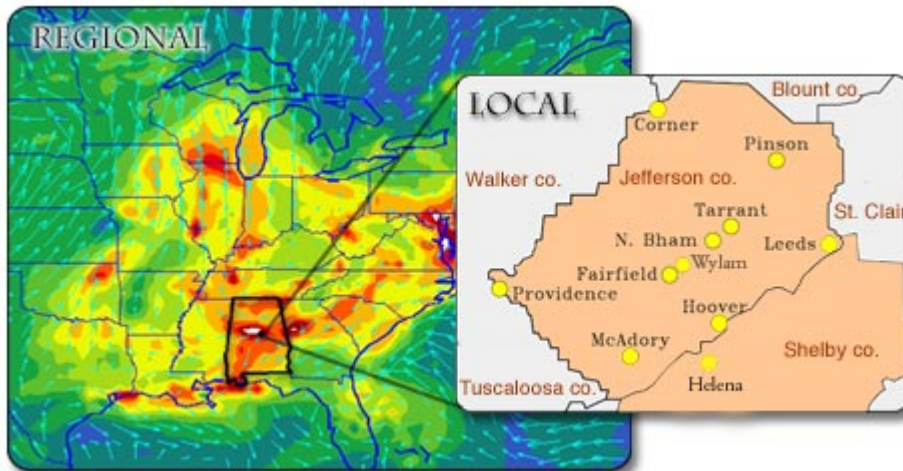 REGIONAL
LOCAL
Blount co.
Corner
Pinson
Walker co.
Jefferson co.
Tarrant
St. Clair
N. Bham
Leeds
Wylam
Fairfield
Providence
Hoover
McAdory
Shelby co.
Tuscaloosa co.
Helena